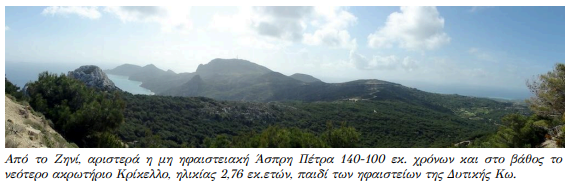 Από το Ζηνί, αριστερά η μη ηφαιστειακή Άσπρη Πέτρα 140-100 εκ. χρόνων και στο βάθος το
νεότερο ακρωτήριο Κρίκελλο, ηλικίας 2,76 εκ.ετών, παιδί των ηφαιστείων της Δυτικής Κω.